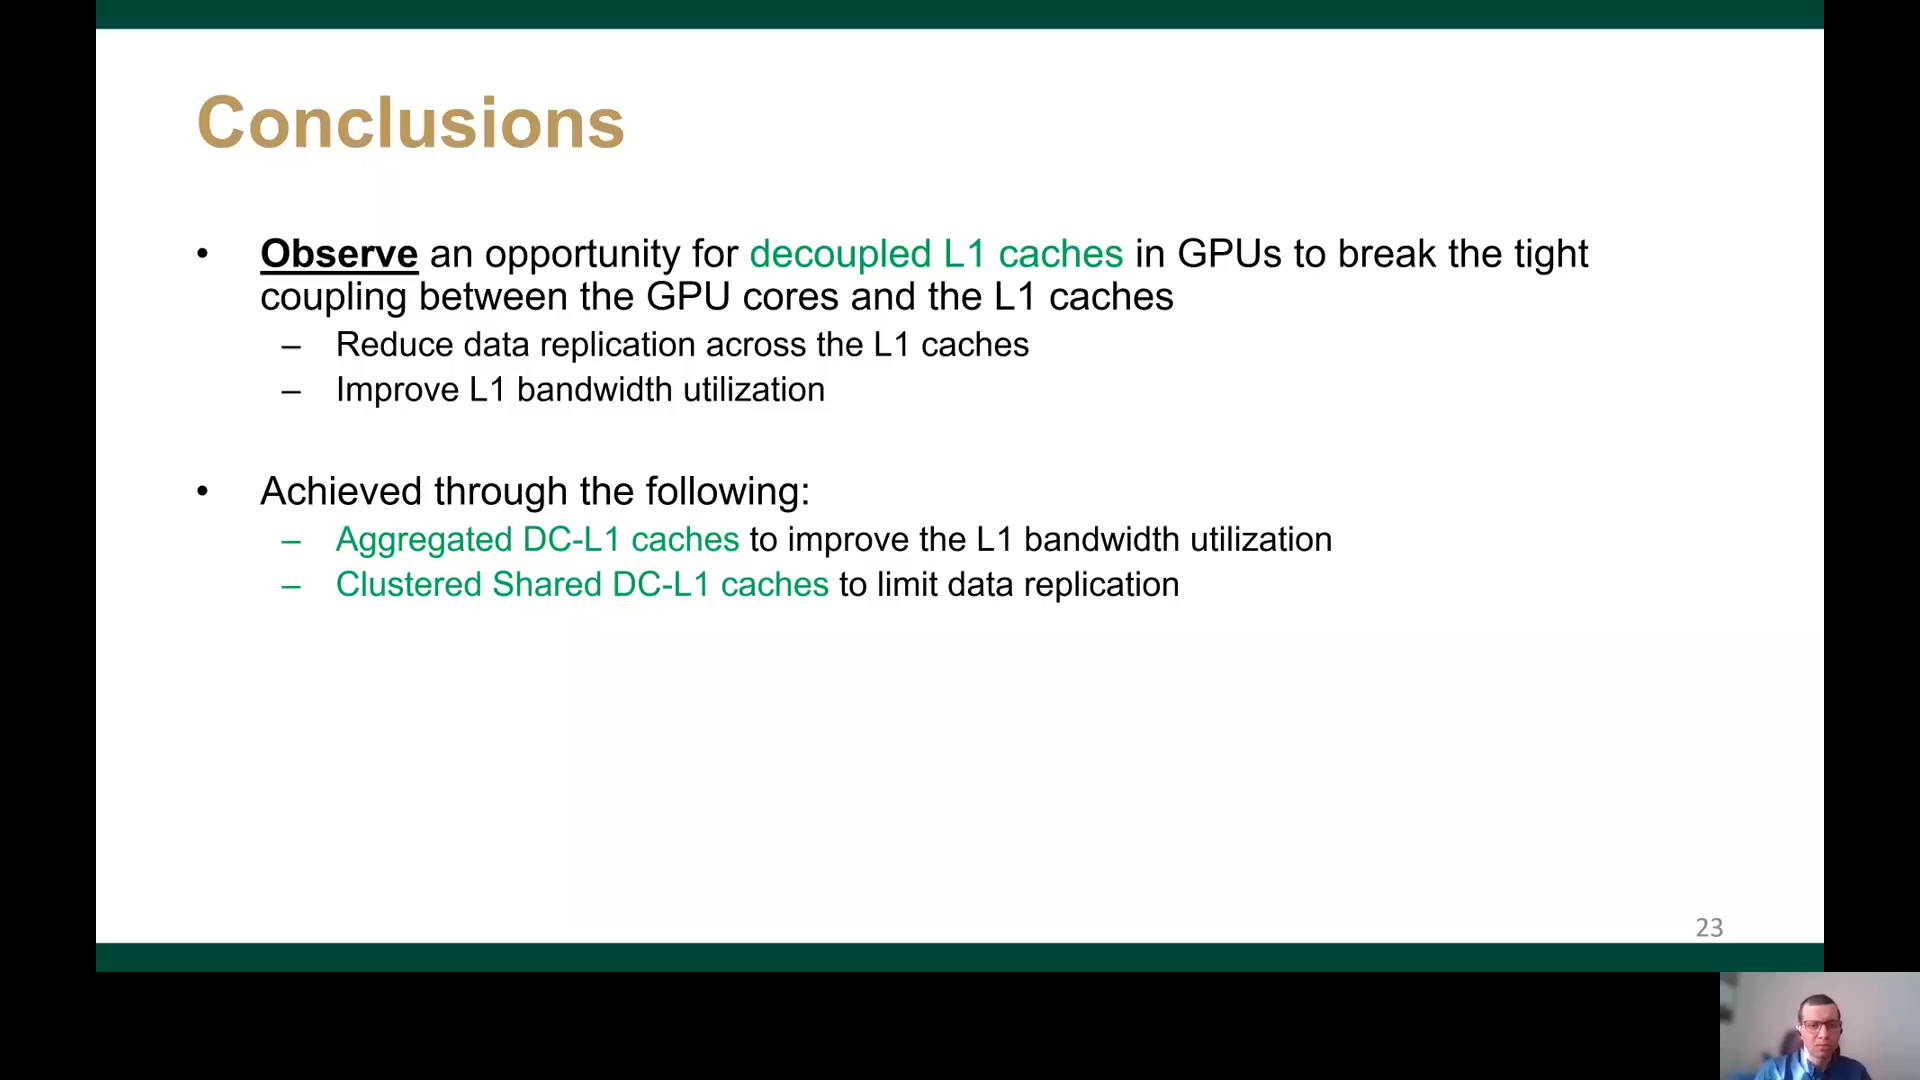 Conclusions
• Observe an opportunity for decoupled L1 caches in GPUs to break the tight
coupling between the GPU cores and the L1 caches
– Reduce data replication across the L1 caches
– Improve L1 bandwidth utilization
• Achieved through the following:
– Aggregated DC-L1 caches to improve the L1 bandwidth utilization
– Clustered Shared DC-L1 caches to limit data replication
23